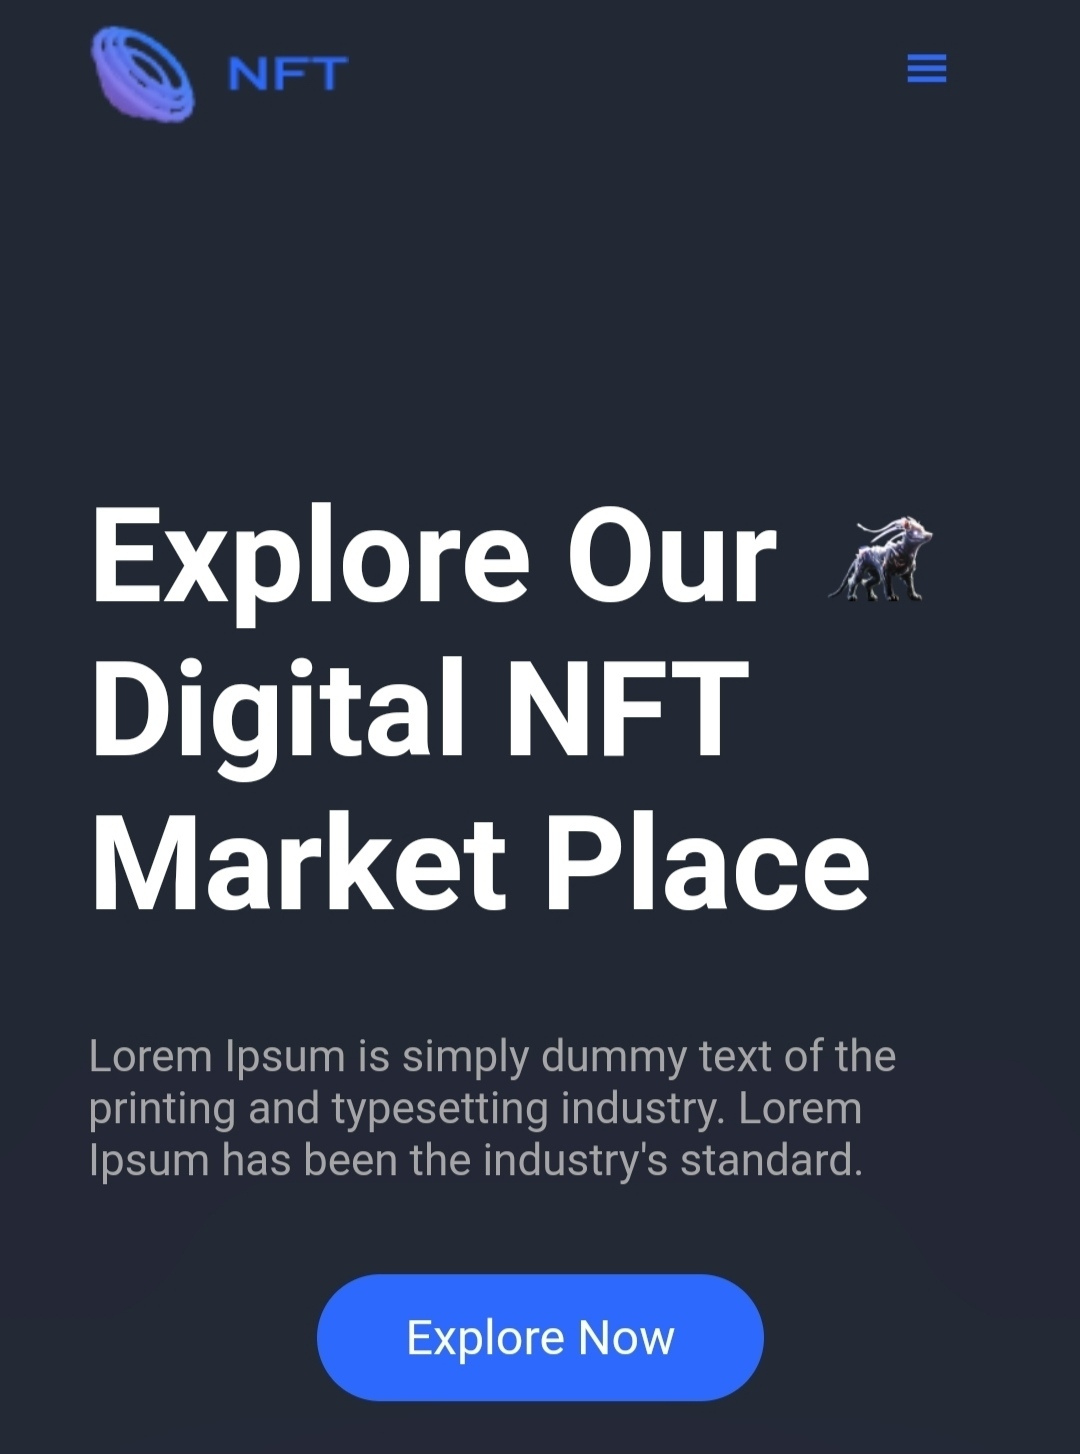 NFT
Explore Our
Digital NFT
Market Place
Lorem Ipsum is simply dummy text of the
printing and typesetting industry. Lorem
Ipsum has been the industry's standard.
Explore Now